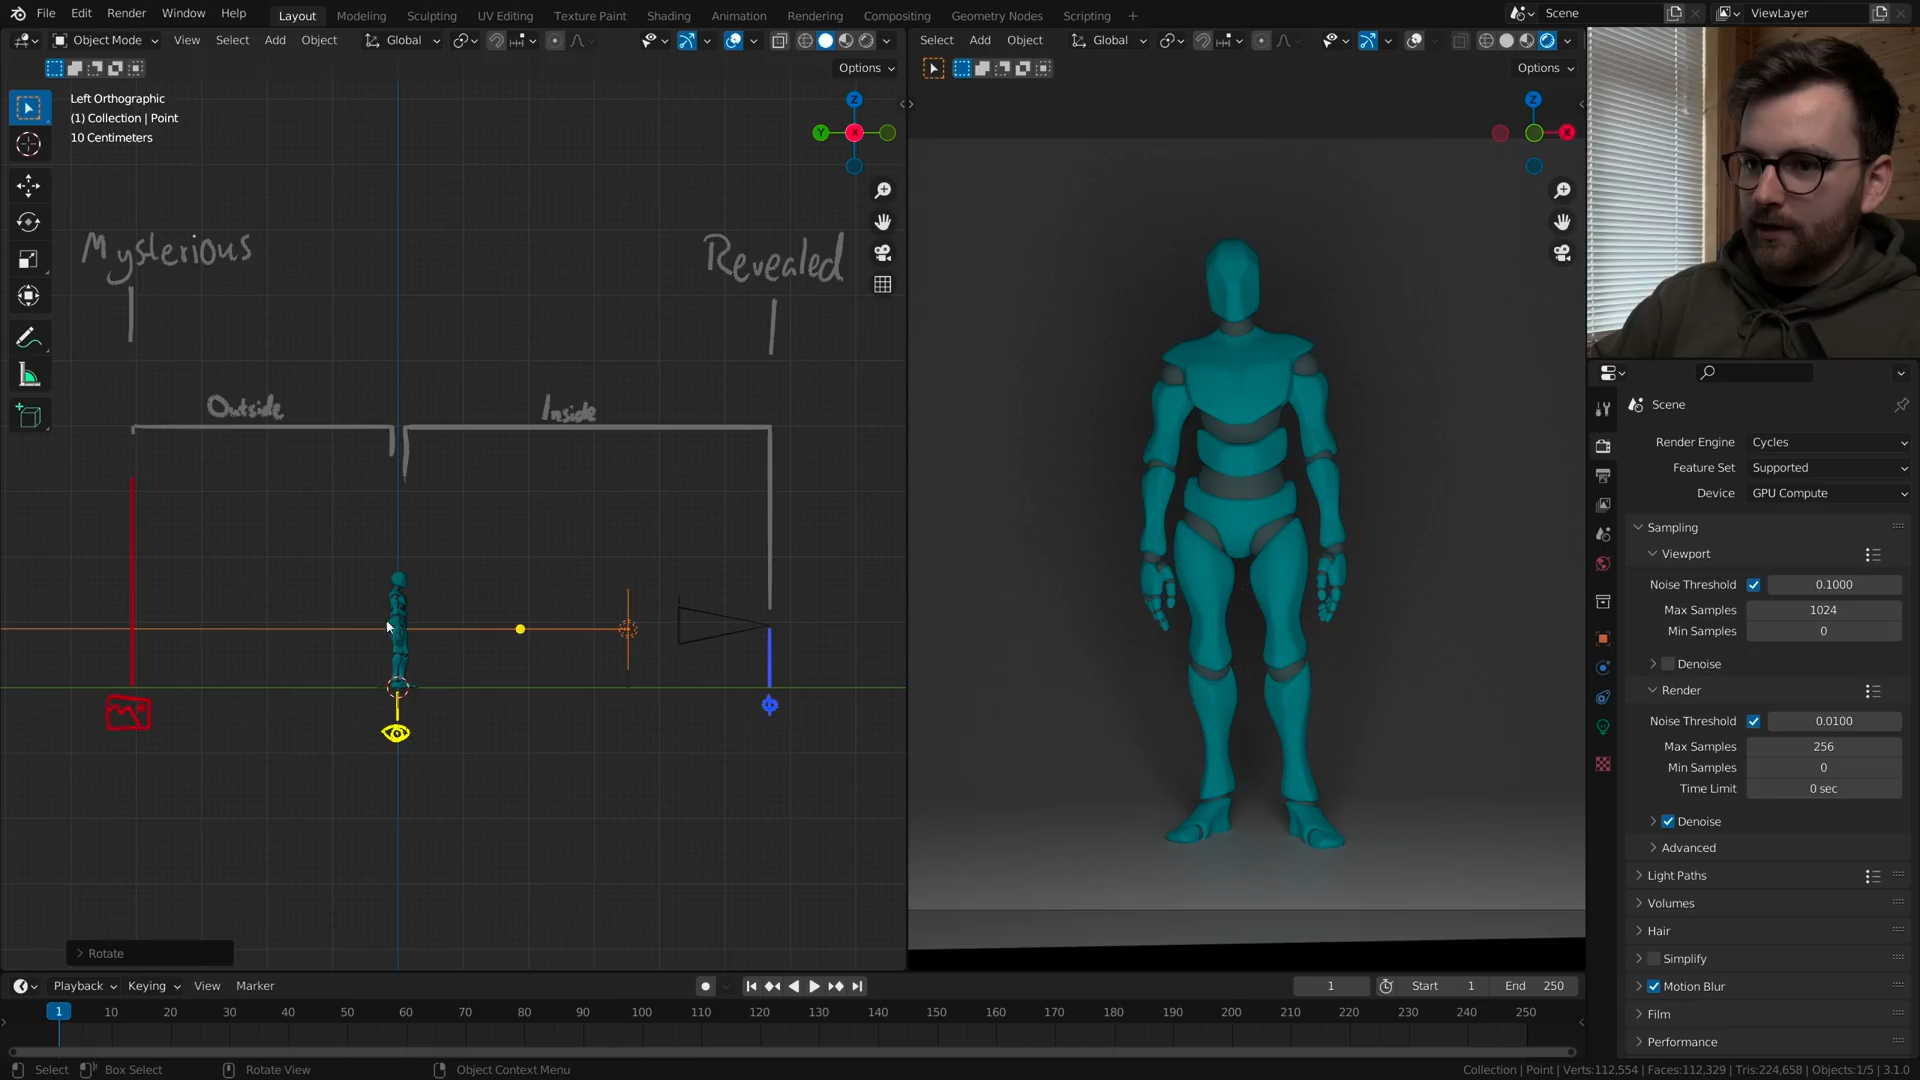 File Edit Render Window Help Layout Modeling Sculpting UV Editing Texture Paint Shading Animation Rendering Compositing Geometry Nodes Scripting + Scene ViewLayer
Object Mode View Select Add Object Global
Select Add Object Global
Options
Options
Left Orthographic
(1) Collection | Point
10 Centimeters
Z
Y
X
Z
X
Mysterious
Revealed
Outside
Inside
Rotate
Scene
Render Engine Cycles
Feature Set Supported
Device GPU Compute
Sampling
Viewport
Noise Threshold 0.1000
Max Samples 1024
Min Samples 0
Denoise
Render
Noise Threshold 0.0100
Max Samples 256
Min Samples 0
Time Limit 0 sec
Denoise
Advanced
Light Paths
Volumes
Hair
Simplify
Motion Blur
Film
Performance
Playback Keying View Marker 1 Start 1 End 250
1 10 20 30 40 50 60 70 80 90 100 110 120 130 140 150 160 170 180 190 200 210 220 230 240 250
Select Box Select Rotate View Object Context Menu Collection | Point | Verts:112,554 | Faces:112,329 | Tris:224,658 | Objects:1/5 | 3.1.0